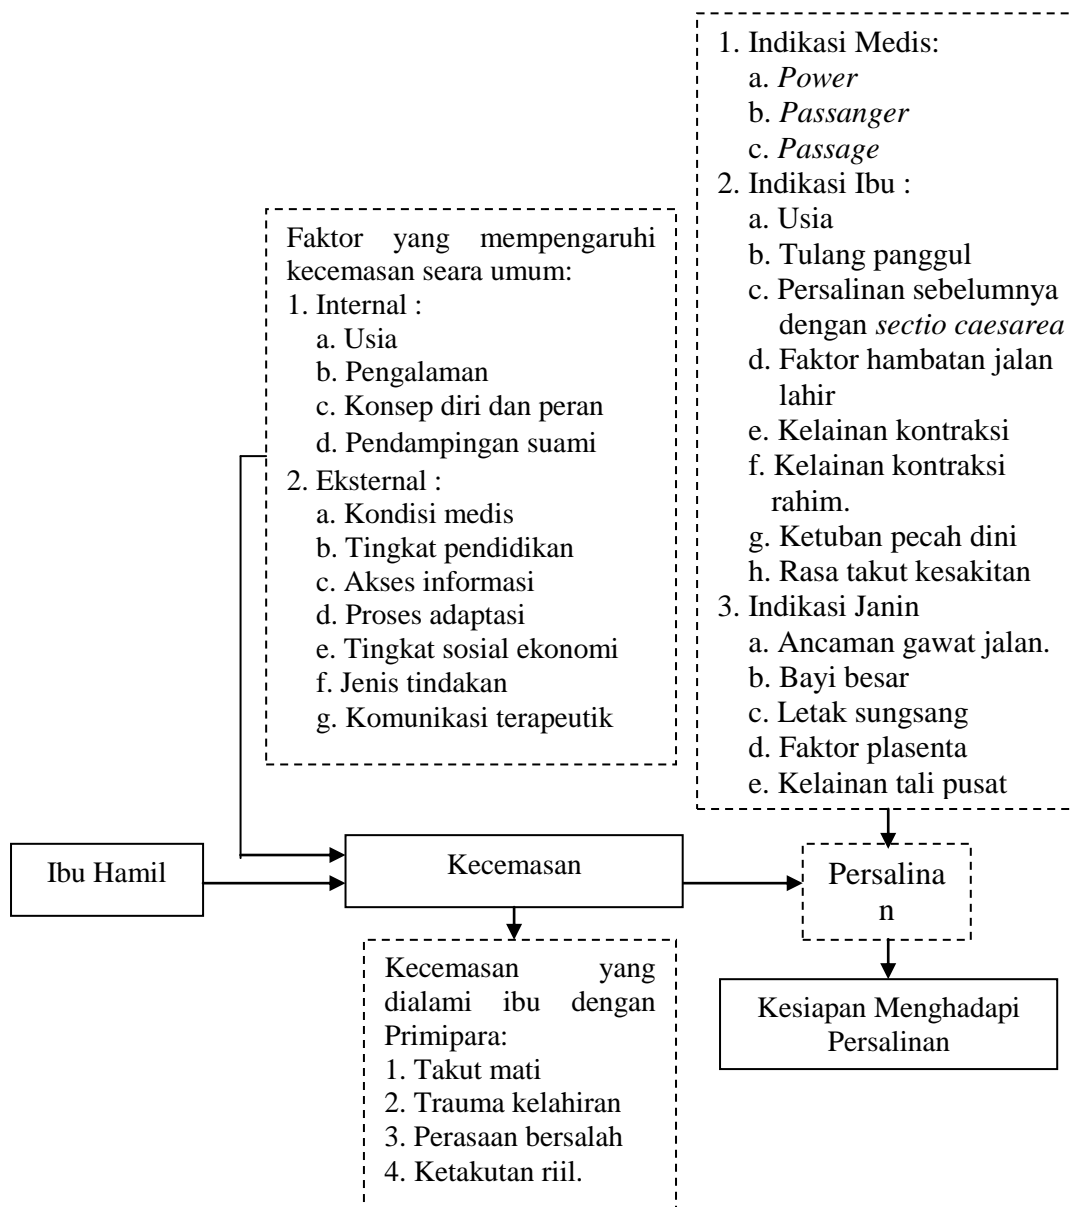 1. Indikasi Medis:
a. Power
b. Passanger
c. Passage
2. Indikasi Ibu :
a. Usia
b. Tulang panggul
c. Persalinan sebelumnya
dengan sectio caesarea
d. Faktor hambatan jalan
lahir
e. Kelainan kontraksi
f. Kelainan kontraksi
rahim.
g. Ketuban pecah dini
h. Rasa takut kesakitan
3. Indikasi Janin
a. Ancaman gawat jalan.
b. Bayi besar
c. Letak sungsang
d. Faktor plasenta
e. Kelainan tali pusat
Faktor yang mempengaruhi
kecemasan seara umum:
1. Internal :
a. Usia
b. Pengalaman
c. Konsep diri dan peran
d. Pendampingan suami
2. Eksternal :
a. Kondisi medis
b. Tingkat pendidikan
c. Akses informasi
d. Proses adaptasi
e. Tingkat sosial ekonomi
f. Jenis tindakan
g. Komunikasi terapeutik
Ibu Hamil
Kecemasan
Persalina
n
Kecemasan yang
dialami ibu dengan
Primipara:
1. Takut mati
2. Trauma kelahiran
3. Perasaan bersalah
4. Ketakutan riil.
Kesiapan Menghadapi
Persalinan